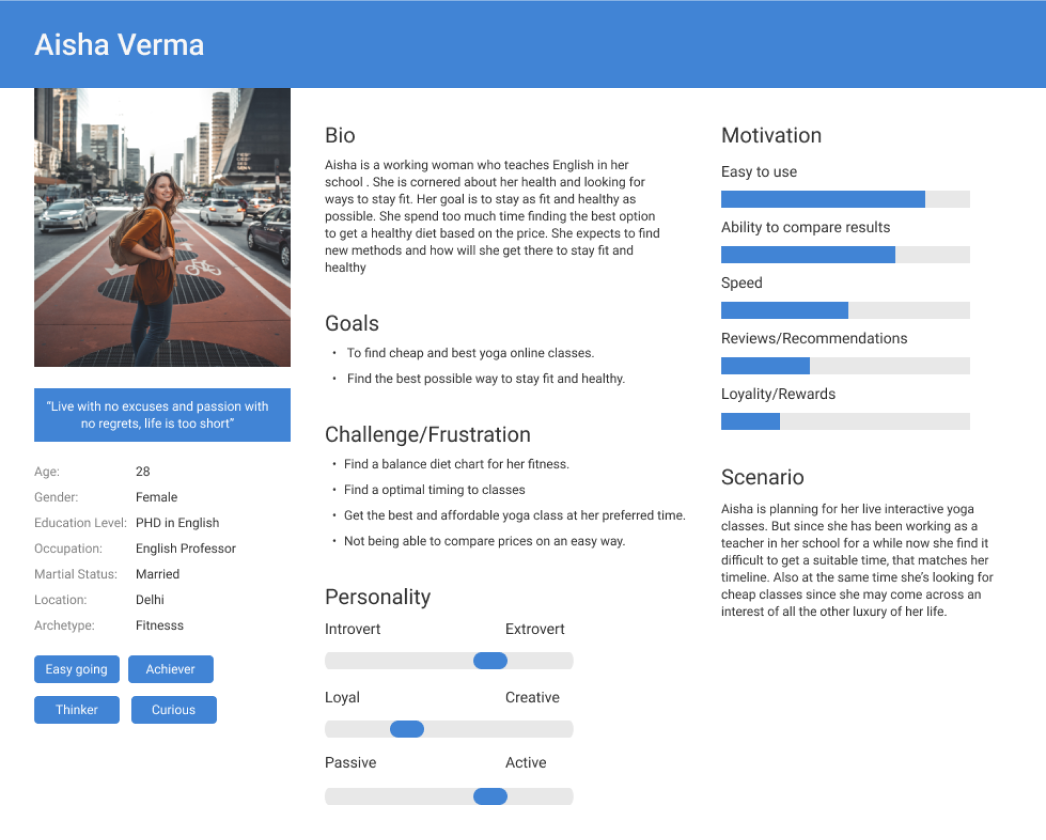 Aisha Verma
“Live with no excuses and passion with
no regrets, life is too short”
Age: 28
Gender: Female
Education Level: PHD in English
Occupation: English Professor
Martial Status: Married
Location: Delhi
Archetype: Fitnesss
Easy going Achiever
Thinker Curious
Bio
Aisha is a working woman who teaches English in her
school . She is cornered about her health and looking for
ways to stay fit. Her goal is to stay as fit and healthy as
possible. She spend too much time finding the best option
to get a healthy diet based on the price. She expects to find
new methods and how will she get there to stay fit and
healthy
Goals
• To find cheap and best yoga online classes.
• Find the best possible way to stay fit and healthy.
Challenge/Frustration
• Find a balance diet chart for her fitness.
• Find a optimal timing to classes
• Get the best and affordable yoga class at her preferred time.
• Not being able to compare prices on an easy way.
Personality
Introvert Extrovert
Loyal Creative
Passive Active
Motivation
Easy to use
Ability to compare results
Speed
Reviews/Recommendations
Loyality/Rewards
Scenario
Aisha is planning for her live interactive yoga
classes. But since she has been working as a
teacher in her school for a while now she find it
difficult to get a suitable time, that matches her
timeline. Also at the same time she’s looking for
cheap classes since she may come across an
interest of all the other luxury of her life.